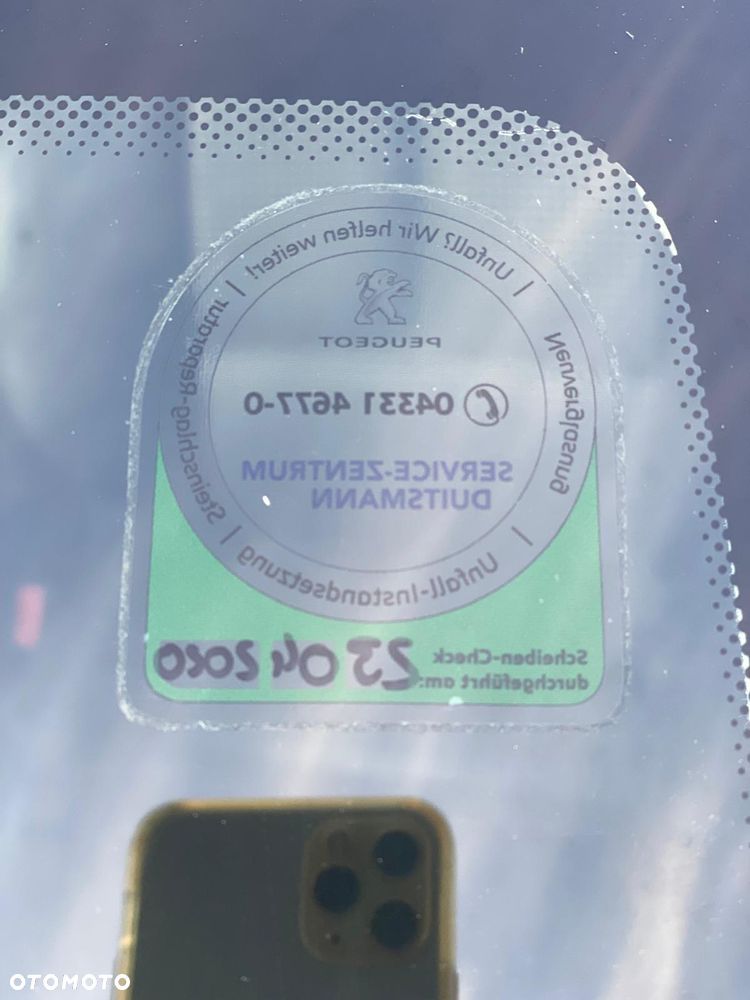 Unfall? Wir helfen weiter! |
Neuverglasung |
Unfall-Instandsetzung |
Steinschlag-Reparatur |
PEUGEOT
04331 4677-0
SERVICE-ZENTRUM
DUITSMANN
Scheiben-Check
durchgeführt am: 23 04 2020
OTOMOTO